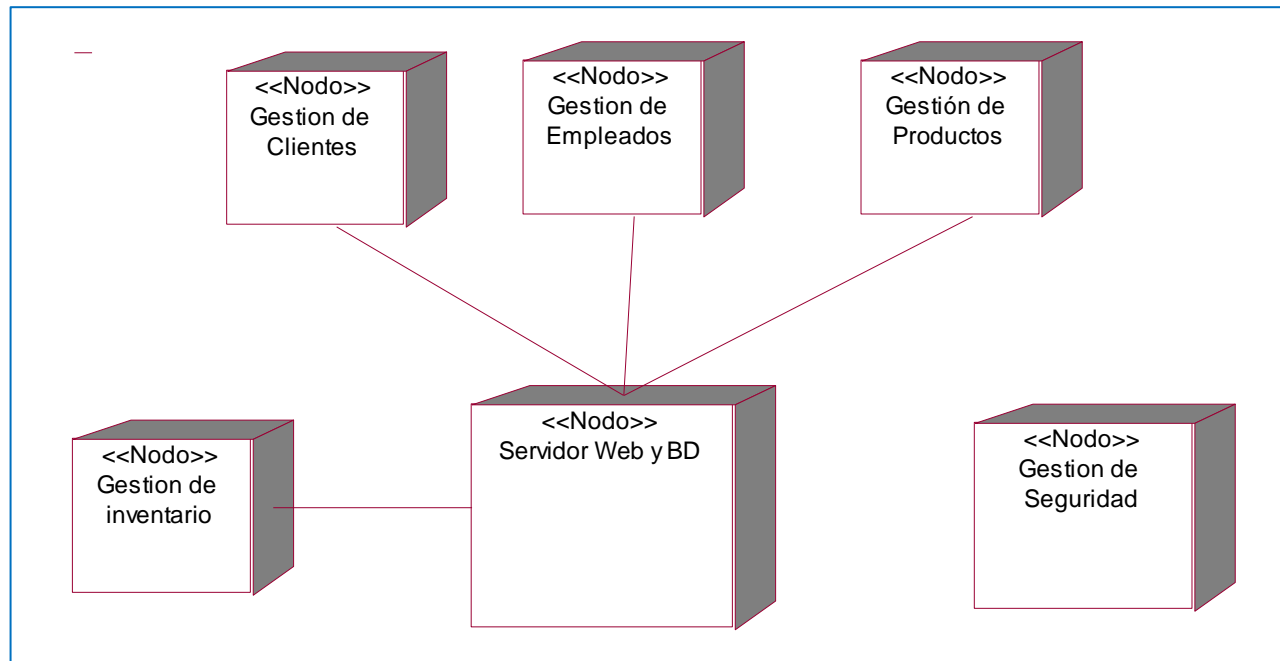 <<Nodo>>
Gestion de
Clientes
<<Nodo>>
Gestion de
Empleados
<<Nodo>>
Gestión de
Productos
<<Nodo>>
Gestion de
inventario
<<Nodo>>
Servidor Web y BD
<<Nodo>>
Gestion de
Seguridad